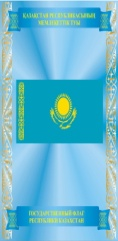 ҚАЗАҚСТАН РЕСПУБЛИКАСЫНЫҢ
МЕМЛЕКЕТТІК ТУЫ
ГОСУДАРСТВЕННЫЙ ФЛАГ
РЕСПУБЛИКИ КАЗАХСТАН